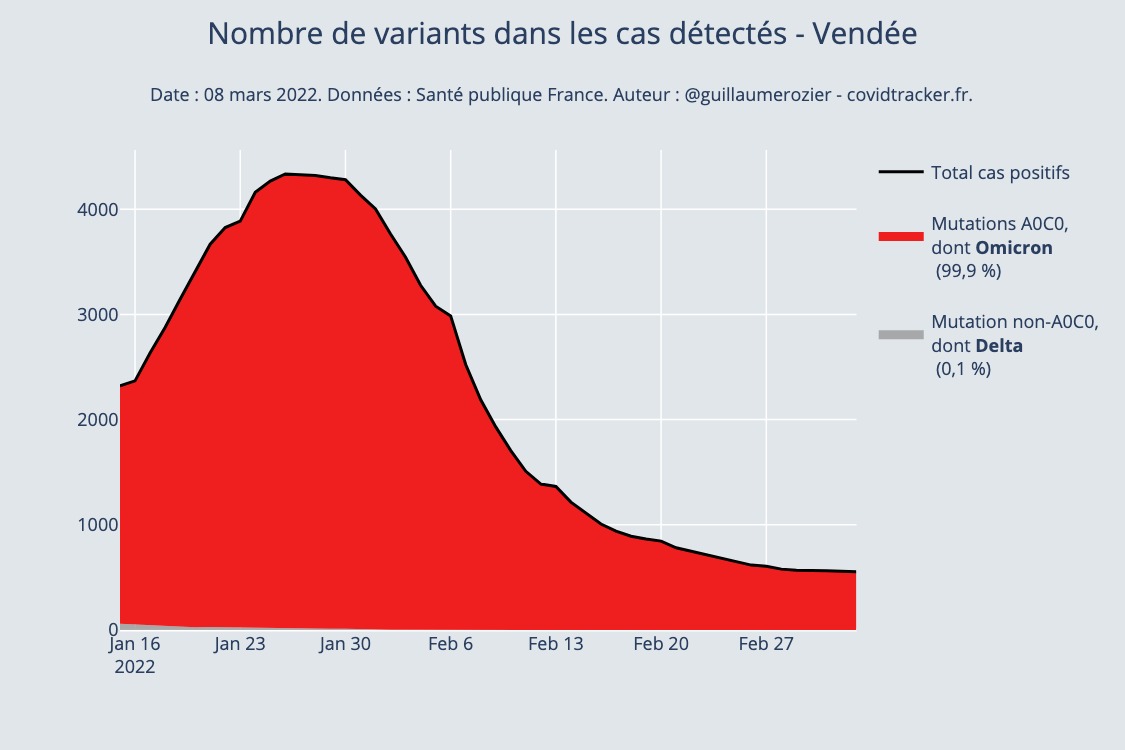 Nombre de variants dans les cas détectés - Vendée
Date : 08 mars 2022. Données : Santé publique France. Auteur : @guillaumerozier - covidtracker.fr.
4000
3000
2000
1000
0
Jan 16
2022
Jan 23
Jan 30
Feb 6
Feb 13
Feb 20
Feb 27
Total cas positifs
Mutations A0C0,
dont Omicron
(99,9 %)
Mutation non-A0C0,
dont Delta
(0,1 %)